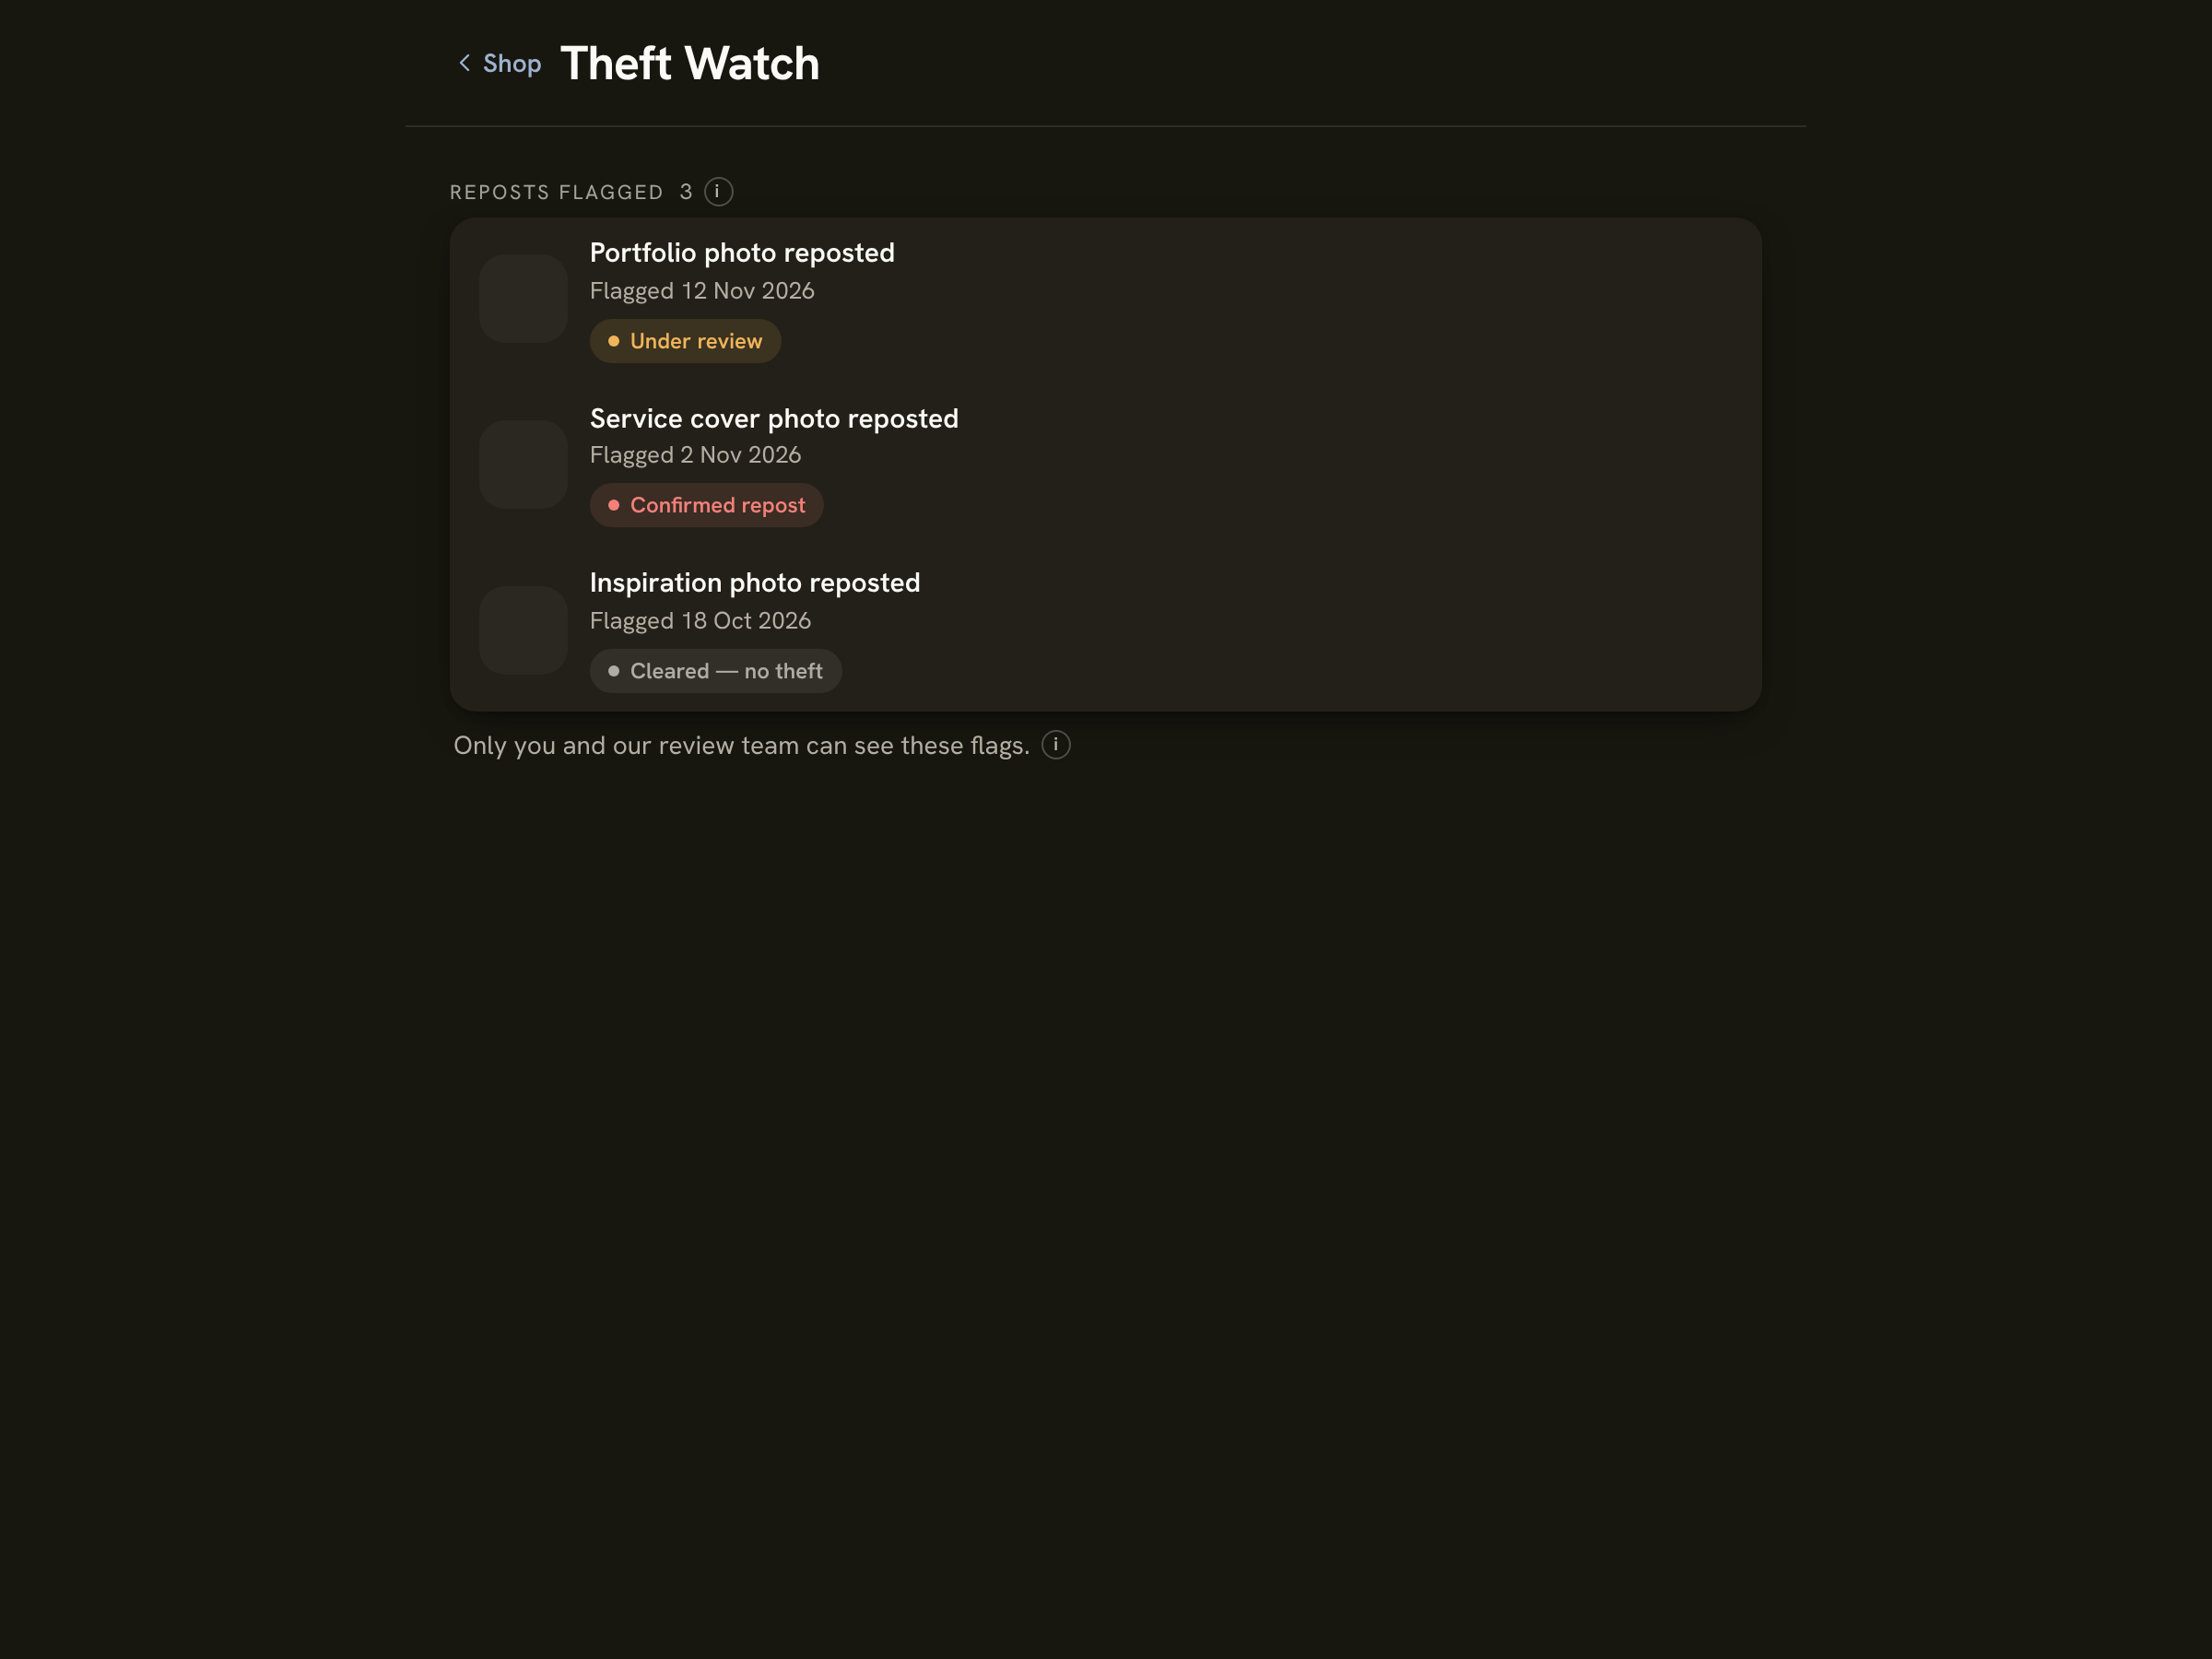 Shop Theft Watch
REPOSTS FLAGGED 3 i
Portfolio photo reposted
Flagged 12 Nov 2026
Under review
Service cover photo reposted
Flagged 2 Nov 2026
Confirmed repost
Inspiration photo reposted
Flagged 18 Oct 2026
Cleared — no theft
Only you and our review team can see these flags. i